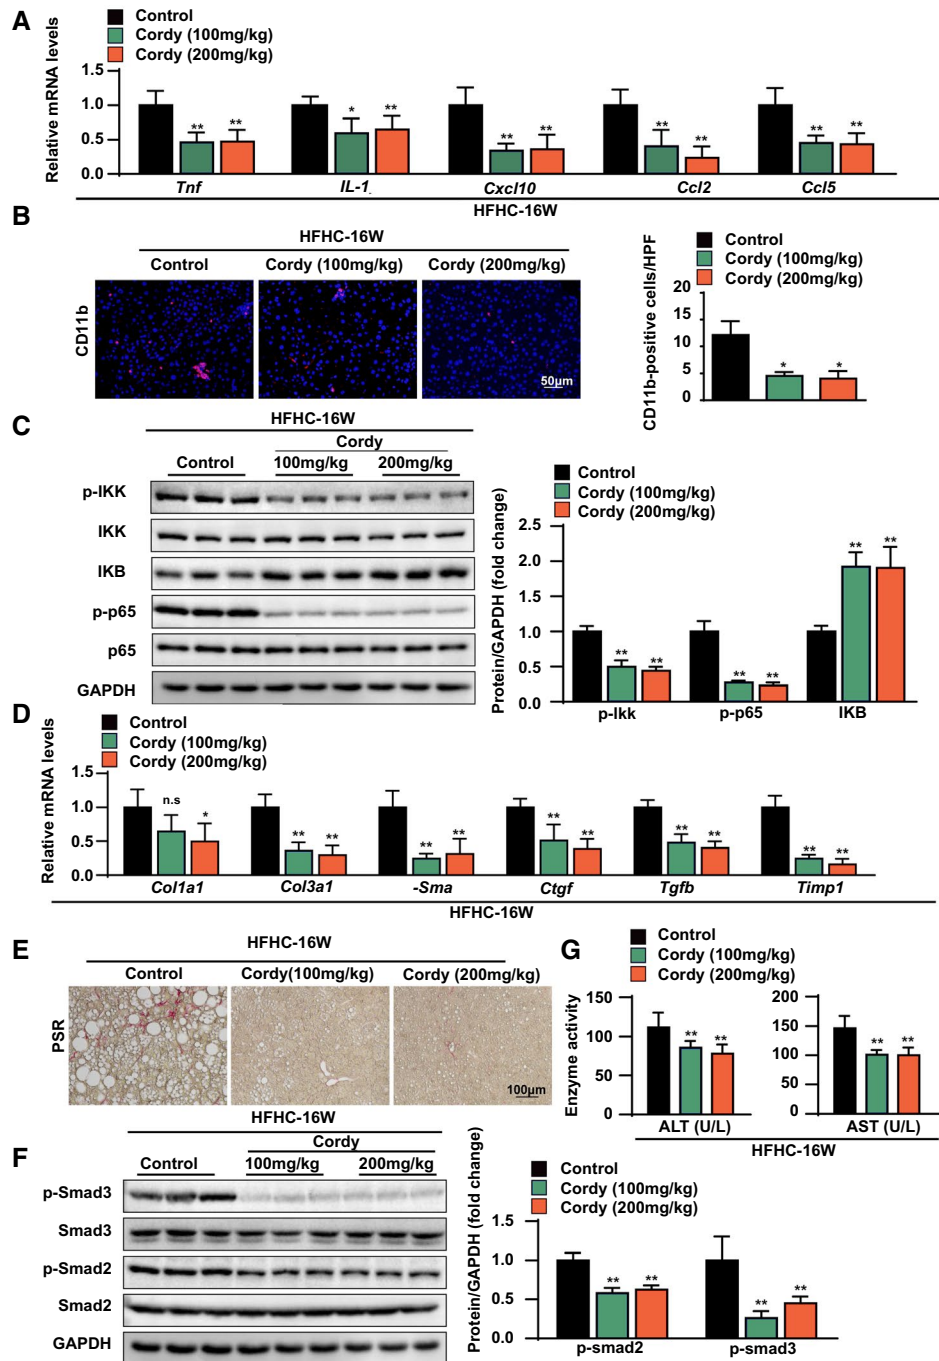 A
Control
Cordy (100mg/kg)
Cordy (200mg/kg)
Relative mRNA levels
1.5
1.0
0.5
0.0
** ** * ** ** ** ** ** ** **
Tnf IL-1 Cxcl10 Ccl2 Ccl5
HFHC-16W
B
HFHC-16W
Control Cordy (100mg/kg) Cordy (200mg/kg)
CD11b
50μm
Control
Cordy (100mg/kg)
Cordy (200mg/kg)
CD11b-positive cells/HPF
20
15
10
5
0
* *
C
HFHC-16W
Cordy
Control 100mg/kg 200mg/kg
p-IKK
IKK
IKB
p-p65
p65
GAPDH
Control
Cordy (100mg/kg)
Cordy (200mg/kg)
Protein/GAPDH (fold change)
2.5
2.0
1.5
1.0
0.5
0.0
** ** ** ** ** **
p-Ikk p-p65 IKB
D
Control
Cordy (100mg/kg)
Cordy (200mg/kg)
Relative mRNA levels
1.5
1.0
0.5
0.0
n.s * ** ** ** ** ** ** ** ** ** **
Col1a1 Col3a1 -Sma Ctgf Tgfb Timp1
HFHC-16W
E
HFHC-16W
Control Cordy(100mg/kg) Cordy (200mg/kg)
PSR
100μm
G
Control
Cordy (100mg/kg)
Cordy (200mg/kg)
Enzyme activity
150
100
50
0
** **
ALT (U/L)
200
150
100
50
0
** **
AST (U/L)
HFHC-16W
F
HFHC-16W
Cordy
Control 100mg/kg 200mg/kg
p-Smad3
Smad3
p-Smad2
Smad2
GAPDH
Control
Cordy (100mg/kg)
Cordy (200mg/kg)
Protein/GAPDH (fold change)
1.5
1.0
0.5
0.0
** ** ** **
p-smad2 p-smad3